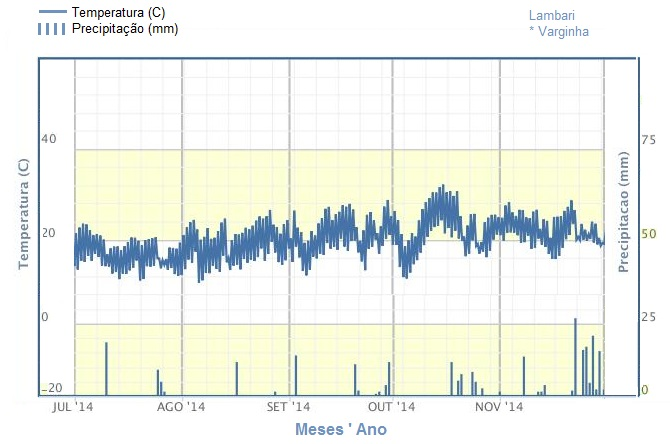 Temperatura (C)
Precipitação (mm)
Lambari
* Varginha
Temperatura (C)
40
20
0
-20
Precipitacao (mm)
75
50
25
0
JUL '14 AGO '14 SET '14 OUT '14 NOV '14
Meses ' Ano